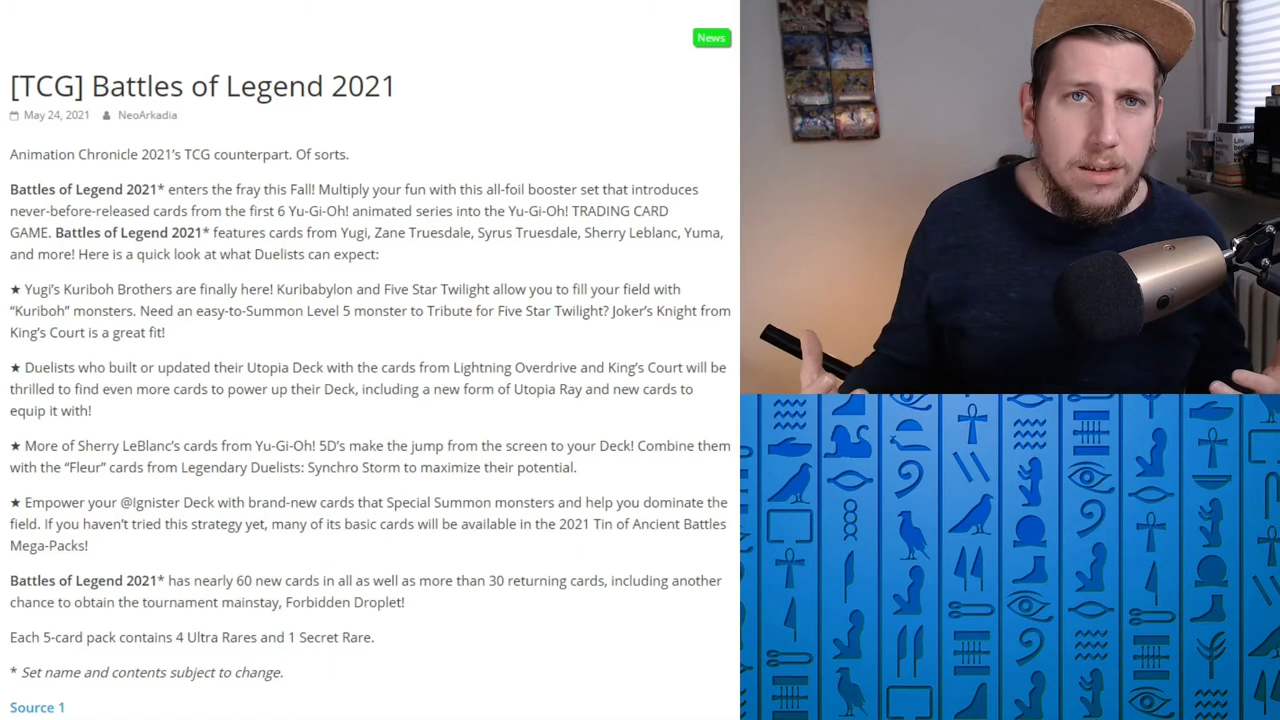 News
[TCG] Battles of Legend 2021
May 24, 2021 NeoArkadia
Animation Chronicle 2021’s TCG counterpart. Of sorts.
Battles of Legend 2021* enters the fray this Fall! Multiply your fun with this all-foil booster set that introduces
never-before-released cards from the first 6 Yu-Gi-Oh! animated series into the Yu-Gi-Oh! TRADING CARD
GAME. Battles of Legend 2021* features cards from Yugi, Zane Truesdale, Syrus Truesdale, Sherry Leblanc, Yuma,
and more! Here is a quick look at what Duelists can expect:
★ Yugi’s Kuriboh Brothers are finally here! Kuribabylon and Five Star Twilight allow you to fill your field with
“Kuriboh” monsters. Need an easy-to-Summon Level 5 monster to Tribute for Five Star Twilight? Joker’s Knight from
King’s Court is a great fit!
★ Duelists who built or updated their Utopia Deck with the cards from Lightning Overdrive and King’s Court will be
thrilled to find even more cards to power up their Deck, including a new form of Utopia Ray and new cards to
equip it with!
★ More of Sherry LeBlanc’s cards from Yu-Gi-Oh! 5D’s make the jump from the screen to your Deck! Combine them
with the “Fleur” cards from Legendary Duelists: Synchro Storm to maximize their potential.
★ Empower your @Ignister Deck with brand-new cards that Special Summon monsters and help you dominate the
field. If you haven’t tried this strategy yet, many of its basic cards will be available in the 2021 Tin of Ancient Battles
Mega-Packs!
Battles of Legend 2021* has nearly 60 new cards in all as well as more than 30 returning cards, including another
chance to obtain the tournament mainstay, Forbidden Droplet!
Each 5-card pack contains 4 Ultra Rares and 1 Secret Rare.
* Set name and contents subject to change.
Source 1